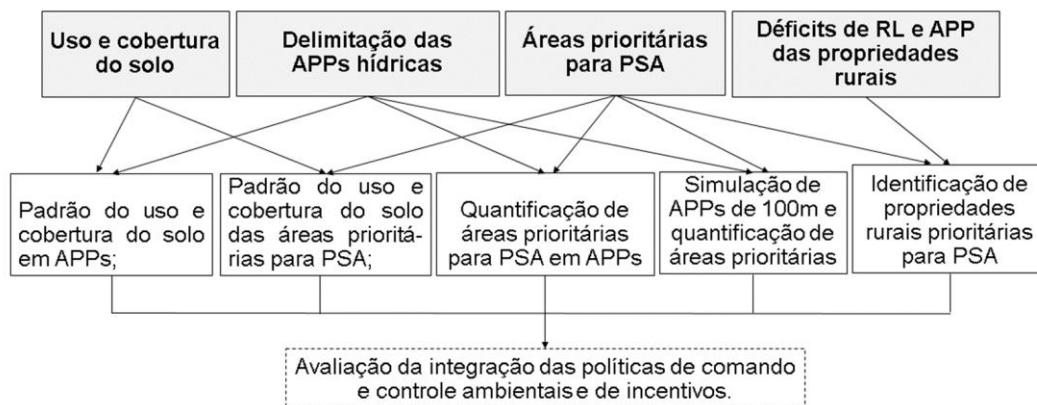 Uso e cobertura
do solo
Delimitação das
APPs hídricas
Áreas prioritárias
para PSA
Déficits de RL e APP
das propriedades
rurais
Padrão do uso e
cobertura do solo
em APPs;
Padrão do uso e
cobertura do solo
das áreas prioritá-
rias para PSA;
Quantificação de
áreas prioritárias
para PSA em APPs
Simulação de
APPs de 100m e
quantificação de
áreas prioritárias
Identificação de
propriedades
rurais prioritárias
para PSA
Avaliação da integração das políticas de comando
e controle ambientais e de incentivos.